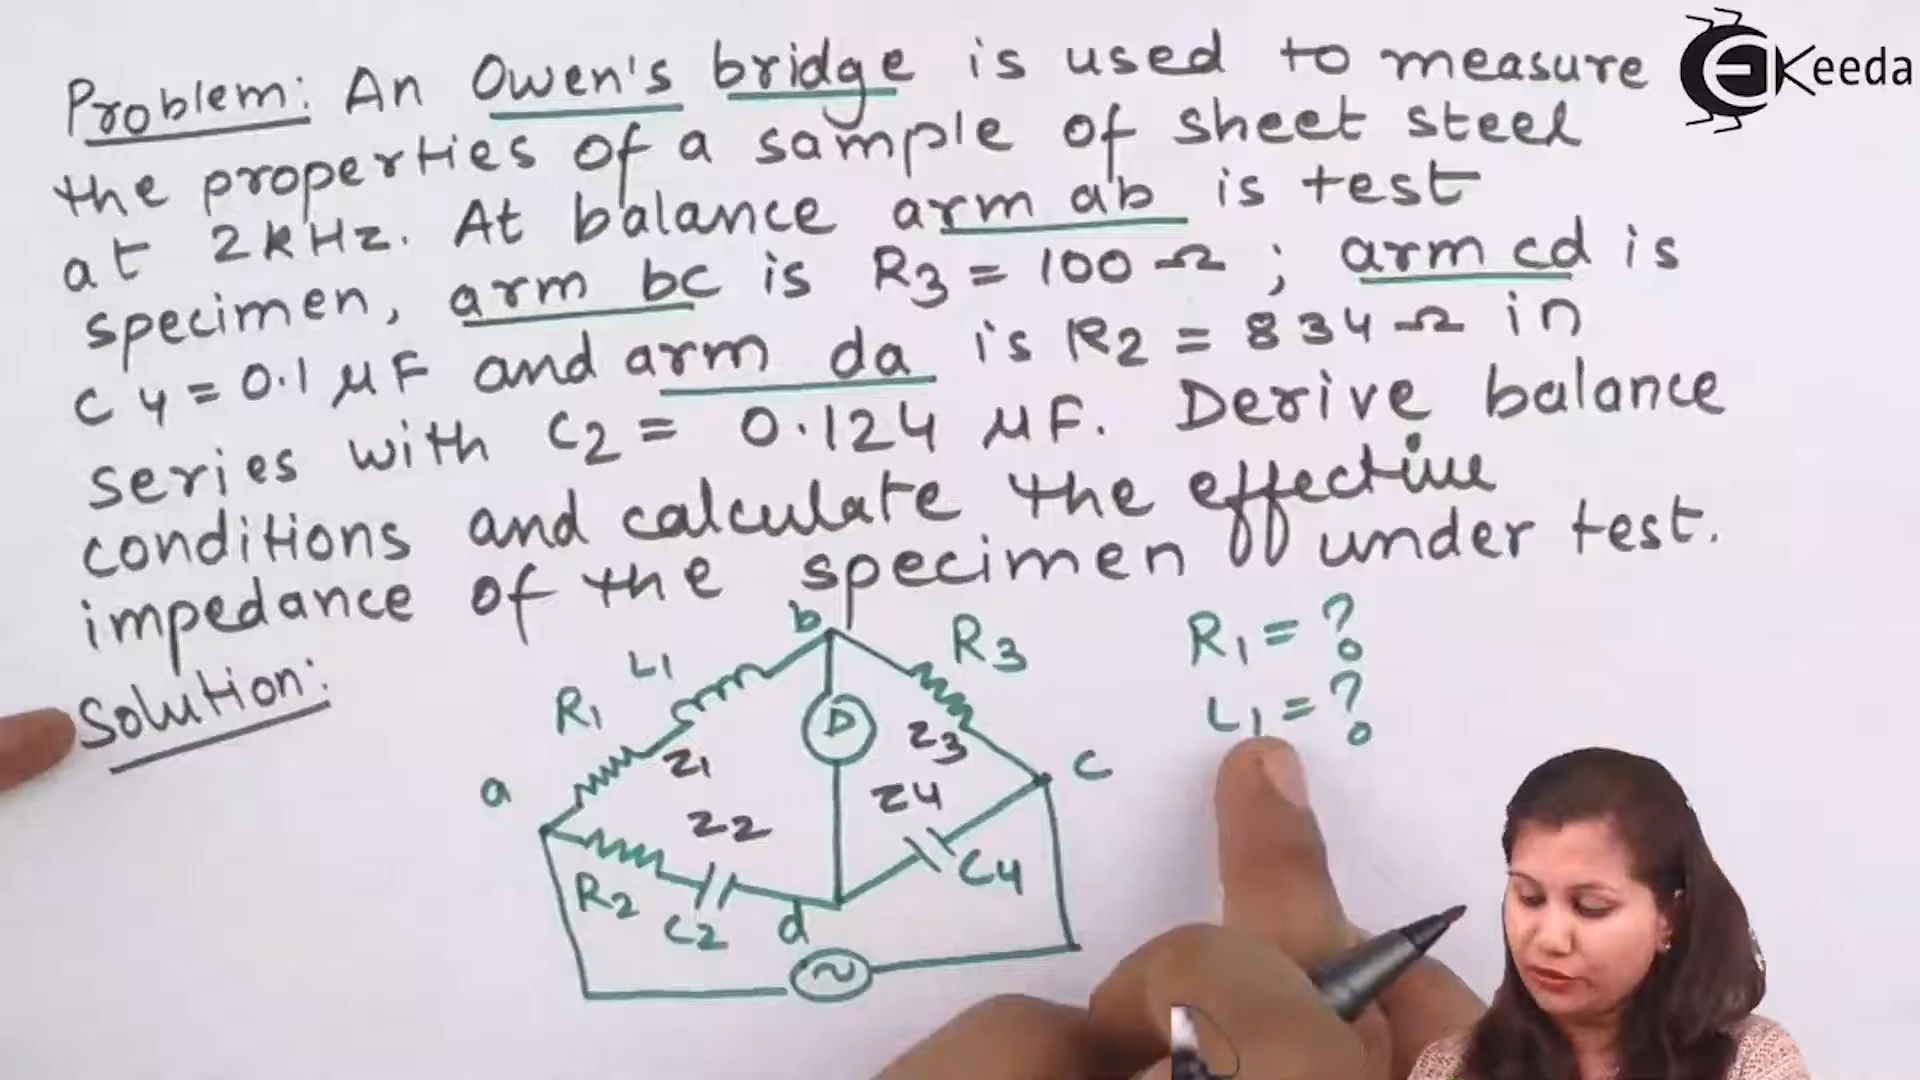 Problem: An Owen's bridge is used to measure
the properties of a sample of sheet steel
at 2kHz. At balance arm ab is test
specimen, arm bc is R3 = 100 Ω ; arm cd is
C4 = 0.1 μF and arm da is R2 = 834 Ω in
series with C2 = 0.124 μF. Derive balance
conditions and calculate the effective
impedance of the specimen under test.
Solution:
Keeda
b
L1
R3
R1 = ?
R1
D
Z3
L1 = ?
Z1
a
c
Z4
Z2
C4
R2
C2
d